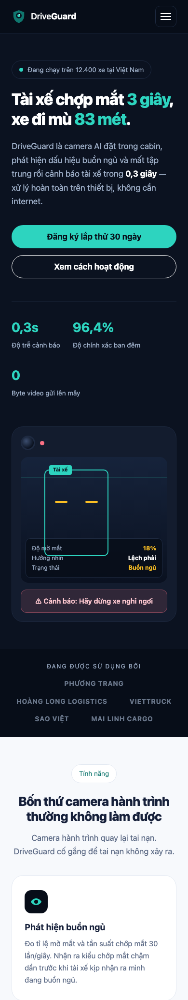 DriveGuard
Đang chạy trên 12.400 xe tại Việt Nam
Tài xế chợp mắt 3 giây,
xe đi mù 83 mét.
DriveGuard là camera AI đặt trong cabin,
phát hiện dấu hiệu buồn ngủ và mất tập
trung rồi cảnh báo tài xế trong 0,3 giây —
xử lý hoàn toàn trên thiết bị, không cần
internet.
Đăng ký lắp thử 30 ngày
Xem cách hoạt động
0,3s
Độ trễ cảnh báo
96,4%
Độ chính xác ban đêm
0
Byte video gửi lên mây
Tài xế
Độ mở mắt 18%
Hướng nhìn Lệch phải
Trạng thái Buồn ngủ
⚠ Cảnh báo: Hãy dừng xe nghỉ ngơi
ĐANG ĐƯỢC SỬ DỤNG BỞI
PHƯƠNG TRANG
HOÀNG LONG LOGISTICS VIETTRUCK
SAO VIỆT MAI LINH CARGO
Tính năng
Bốn thứ camera hành trình
thường không làm được
Camera hành trình quay lại tai nạn.
DriveGuard cố gắng để tai nạn không xảy ra.
Phát hiện buồn ngủ
Đo tỉ lệ mở mắt và tần suất chớp mắt 30
lần/giây. Nhận ra kiểu chớp mắt chậm
dần trước khi tài xế kịp nhận ra mình
đang buồn ngủ.